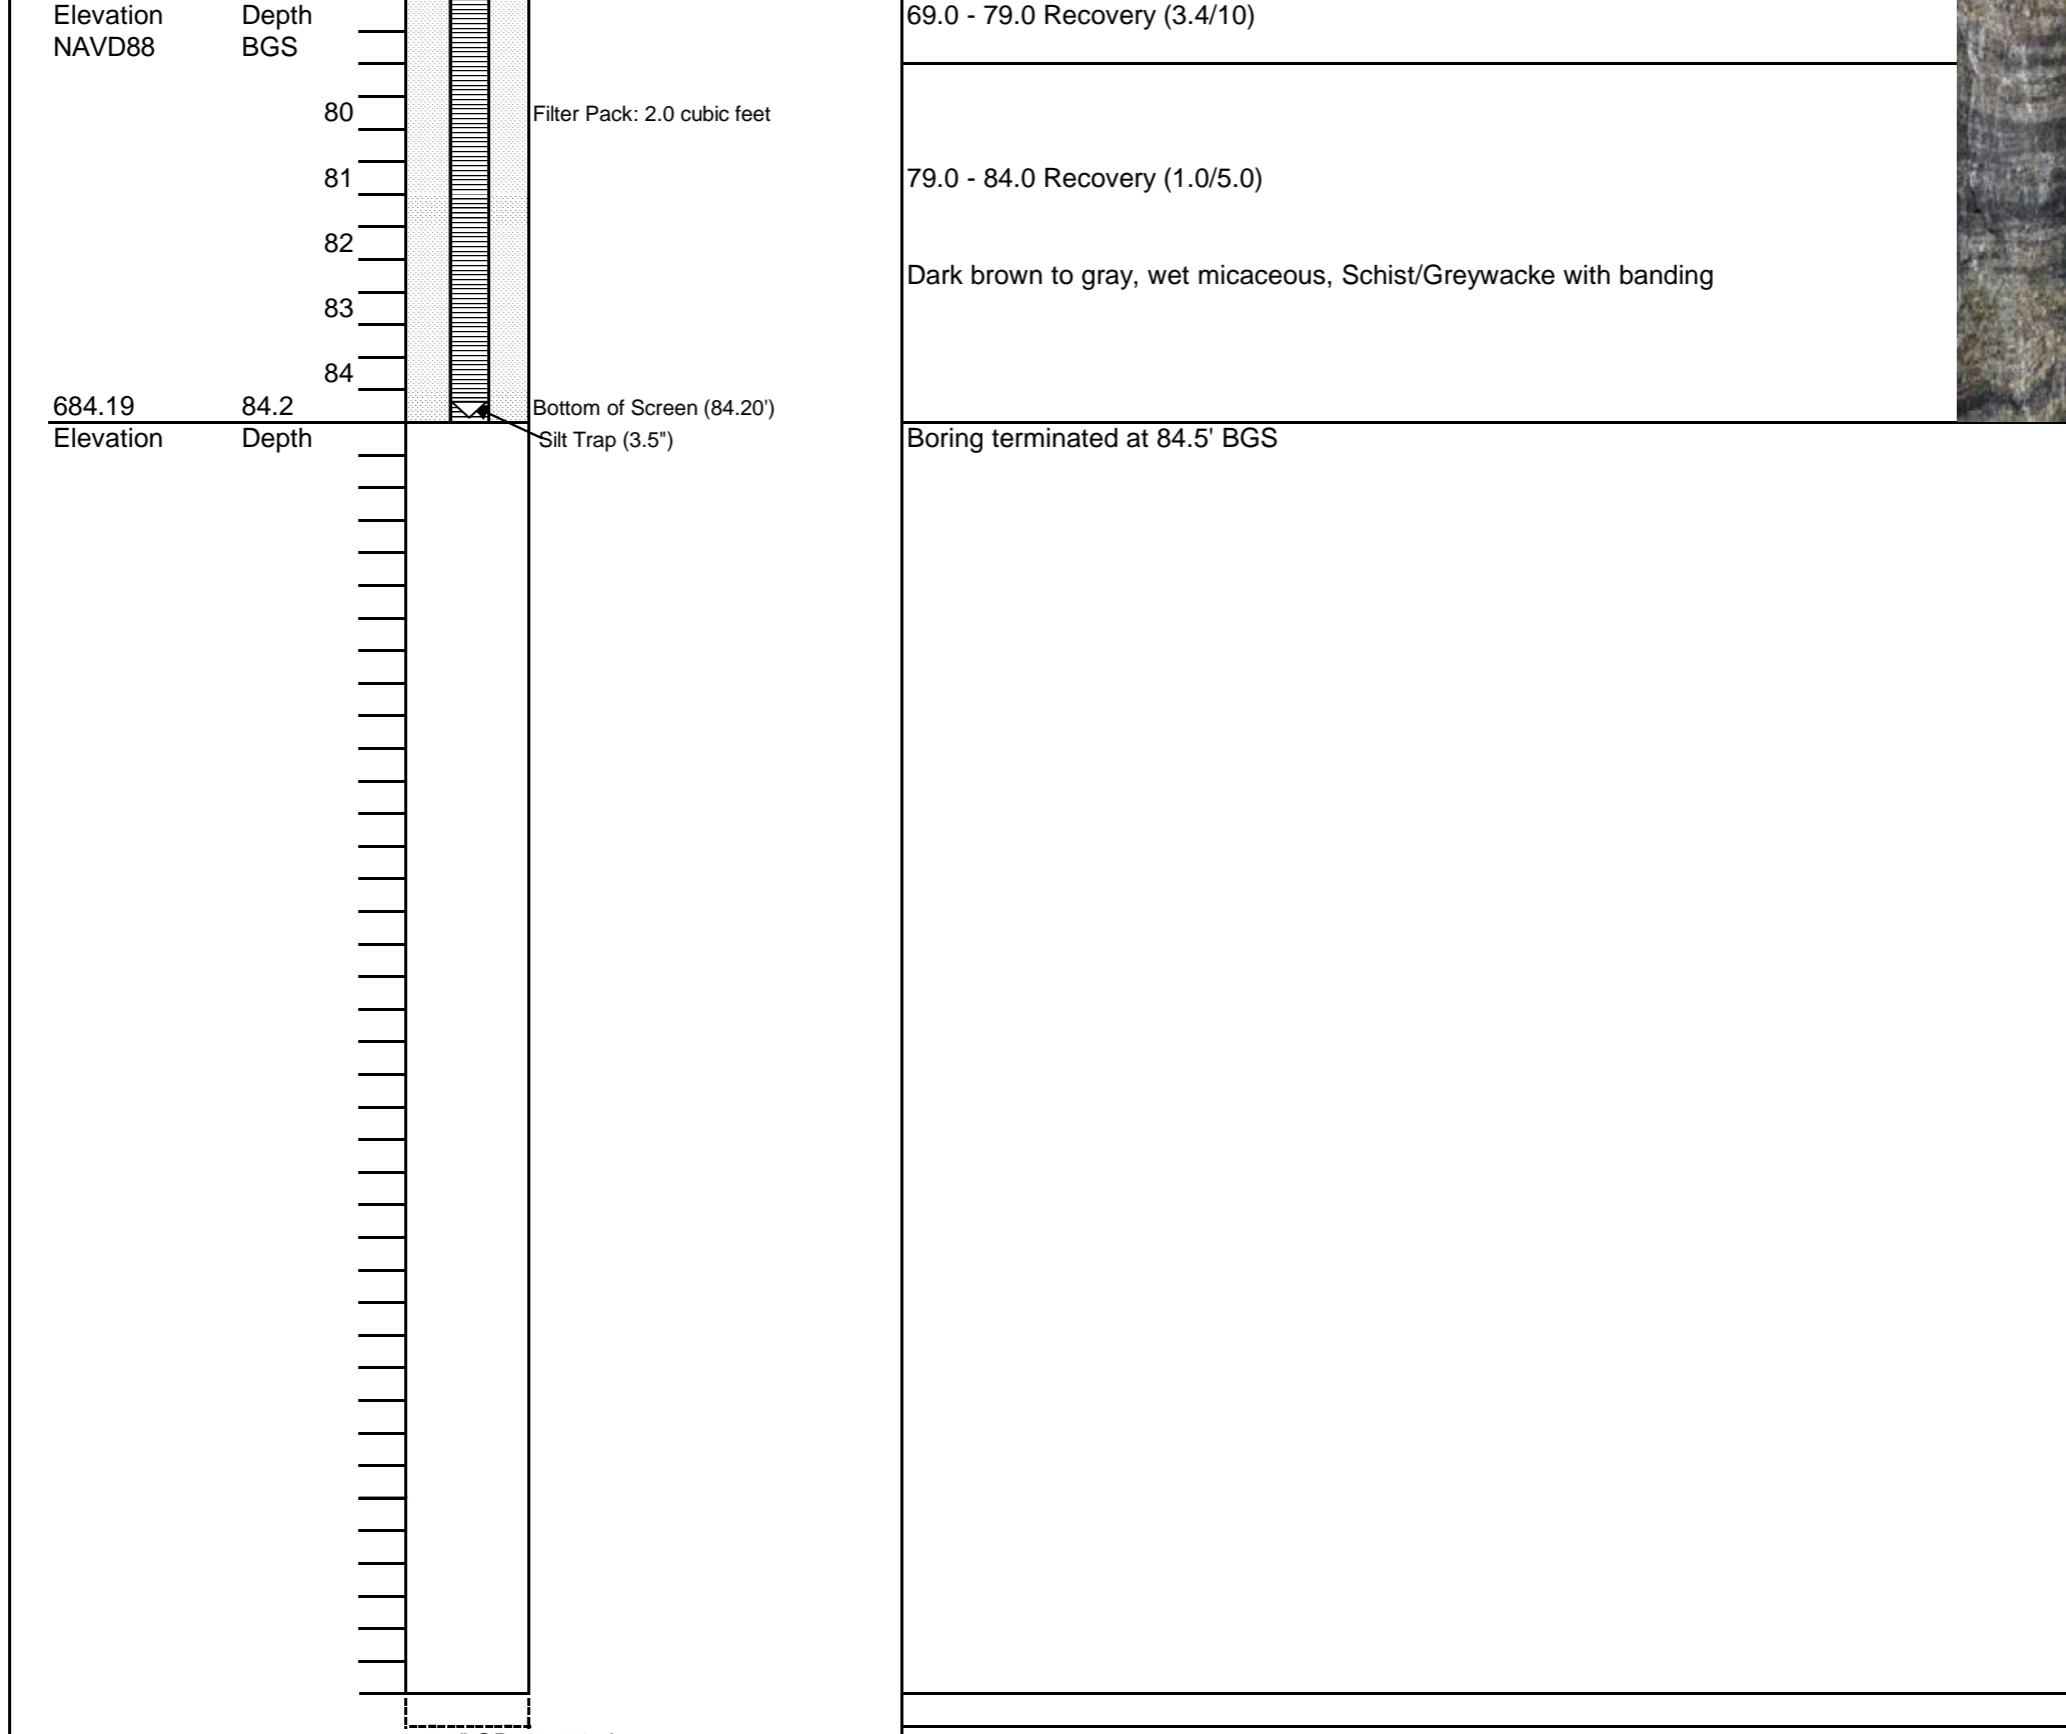 Elevation Depth 69.0 - 79.0 Recovery (3.4/10)
NAVD88 BGS
80 Filter Pack: 2.0 cubic feet
81 79.0 - 84.0 Recovery (1.0/5.0)
82
Dark brown to gray, wet micaceous, Schist/Greywacke with banding
83
84
684.19 84.2 Bottom of Screen (84.20')
Elevation Depth Silt Trap (3.5") Boring terminated at 84.5' BGS